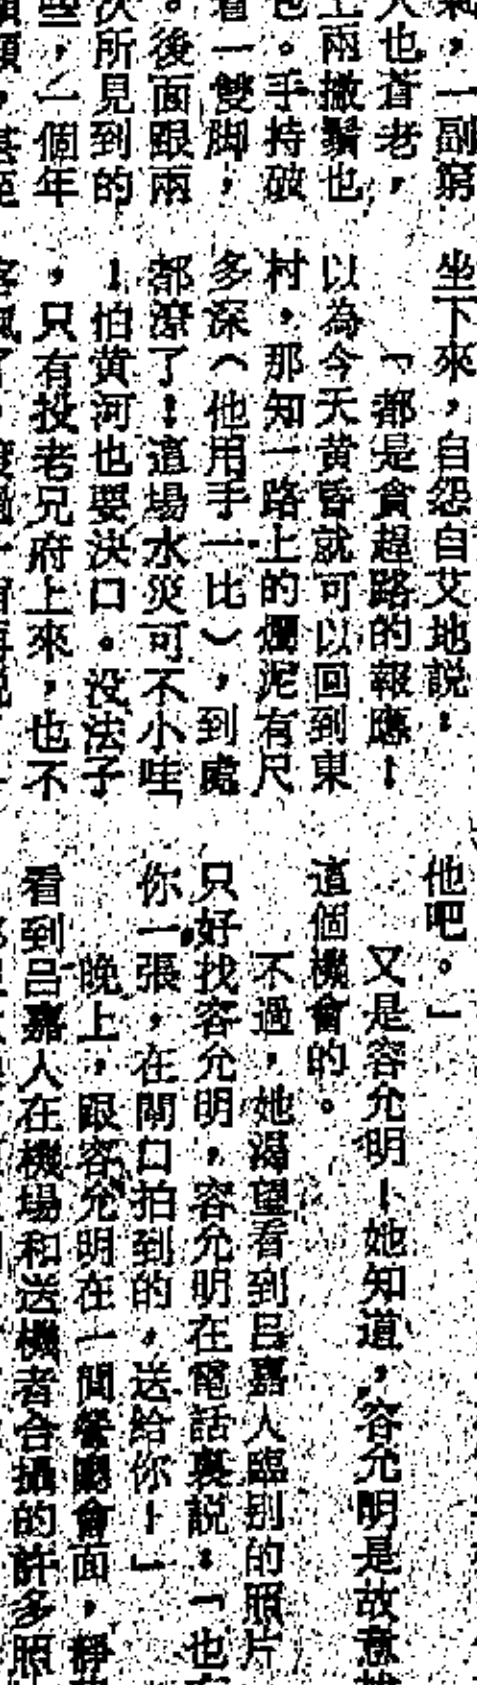 氣，一副窮
人也蒼老，
上兩撇鬚也
色。手持破
看一雙脚，
。後面跟兩
次所見到的
些，一個年
坐下來，自怨自艾地說：
「都是貪趕路的報應！
以為今天黃昏就可以回到東
村，那知一路上的爛泥有尺
多深（他用手一比），到處
都潦了！這場水災可不小哇
！怕黃河也要決口。没法子
，只有投老兄府上來，也不
他吧。」
又是容允明！她知道，容允明是故意
這個機會的。
不過，她渴望看到呂嘉人臨別的照片
只好找容允明，容允明在電話裏説：「也
你一張，在閘口拍到的，送給你！」
晚上，跟容允明在一間餐廳會面，靜
看到呂嘉人在機場和送機者合攝的許多照